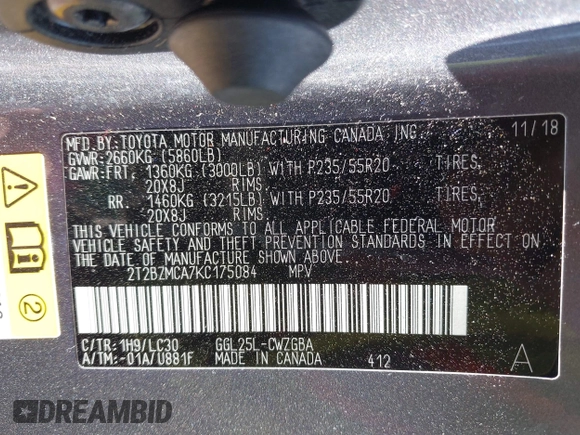 MFD.BY:TOYOTA MOTOR MANUFACTURING CANADA INC. 11/18
GVWR:2660KG (5860LB)
GAWR:FRT. 1360KG (3000LB) WITH P235/55R20 TIRES,
20X8J RIMS
RR. 1460KG (3215LB) WITH P235/55R20 TIRES,
20X8J RIMS
THIS VEHICLE CONFORMS TO ALL APPLICABLE FEDERAL MOTOR
VEHICLE SAFETY AND THEFT PREVENTION STANDARDS IN EFFECT ON
THE DATE OF MANUFACTURE SHOWN ABOVE.
2T2BZMCA7KC175084 MPV
C/TR: 1H9/LC30 GGL25L-CWZGBA
A/TM:-01A/U881F MADE IN CANADA 412 A
2
DREAMBID